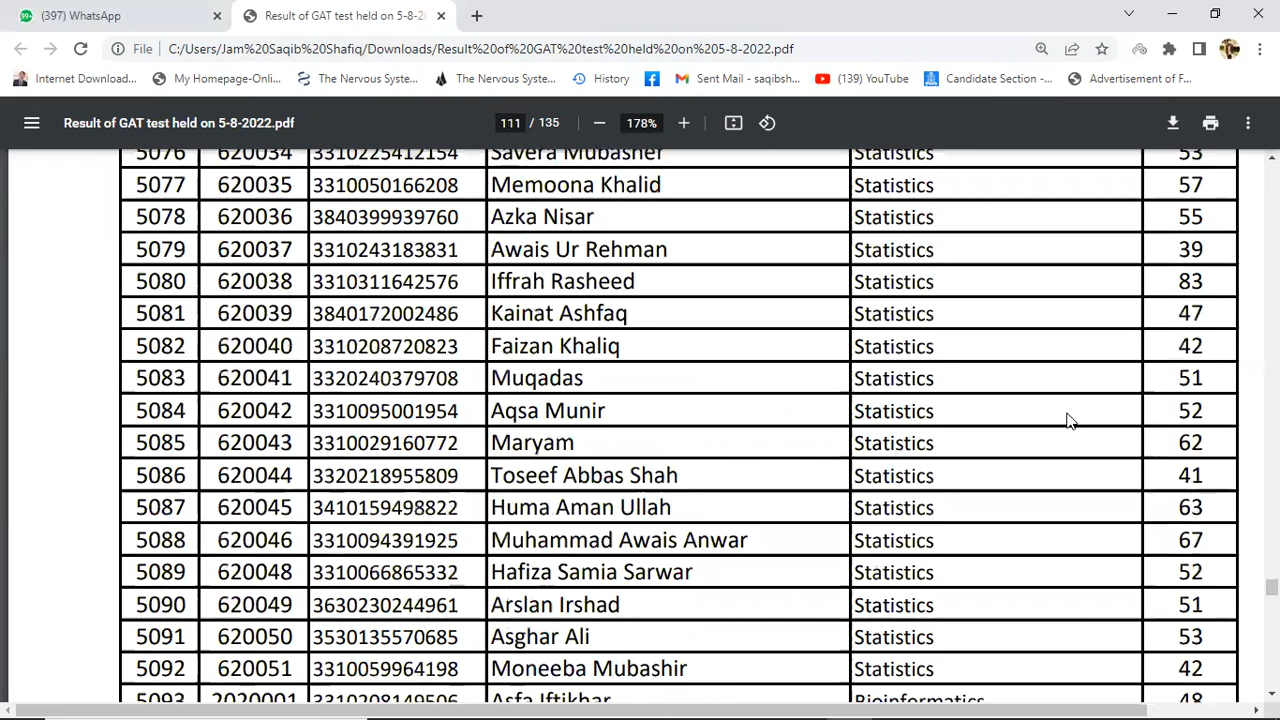 99+ (397) WhatsApp
Result of GAT test held on 5-8-20
File C:/Users/Jam%20Saqib%20Shafiq/Downloads/Result%20of%20GAT%20test%20held%20on%205-8-2022.pdf
Internet Download... My Homepage-Onli... The Nervous Syste... The Nervous Syste... History Sent Mail - saqibsh... (139) YouTube Candidate Section -... Advertisement of F...
Result of GAT test held on 5-8-2022.pdf 111 / 135 178%
5076 620034 3310225412154 Savera Mubasher Statistics 53
5077 620035 3310050166208 Memoona Khalid Statistics 57
5078 620036 3840399939760 Azka Nisar Statistics 55
5079 620037 3310243183831 Awais Ur Rehman Statistics 39
5080 620038 3310311642576 Iffrah Rasheed Statistics 83
5081 620039 3840172002486 Kainat Ashfaq Statistics 47
5082 620040 3310208720823 Faizan Khaliq Statistics 42
5083 620041 3320240379708 Muqadas Statistics 51
5084 620042 3310095001954 Aqsa Munir Statistics 52
5085 620043 3310029160772 Maryam Statistics 62
5086 620044 3320218955809 Toseef Abbas Shah Statistics 41
5087 620045 3410159498822 Huma Aman Ullah Statistics 63
5088 620046 3310094391925 Muhammad Awais Anwar Statistics 67
5089 620048 3310066865332 Hafiza Samia Sarwar Statistics 52
5090 620049 3630230244961 Arslan Irshad Statistics 51
5091 620050 3530135570685 Asghar Ali Statistics 53
5092 620051 3310059964198 Moneeba Mubashir Statistics 42
5093 2020001 3310208149506 Asfa Iftikhar Bioinformatics 48